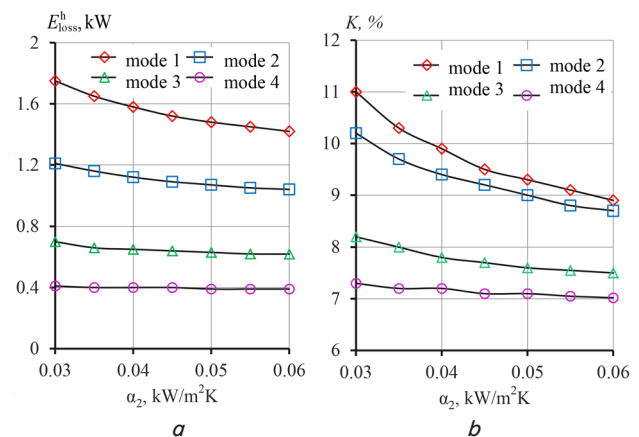 E^h_loss, kW
2
1.6
1.2
0.8
0.4
0
mode 1 mode 2
mode 3 mode 4
0.03 0.04 0.05 0.06
α₂, kW/m²K
a
K, %
12
11
10
9
8
7
6
mode 1 mode 2
mode 3 mode 4
0.03 0.04 0.05 0.06
α₂, kW/m²K
b